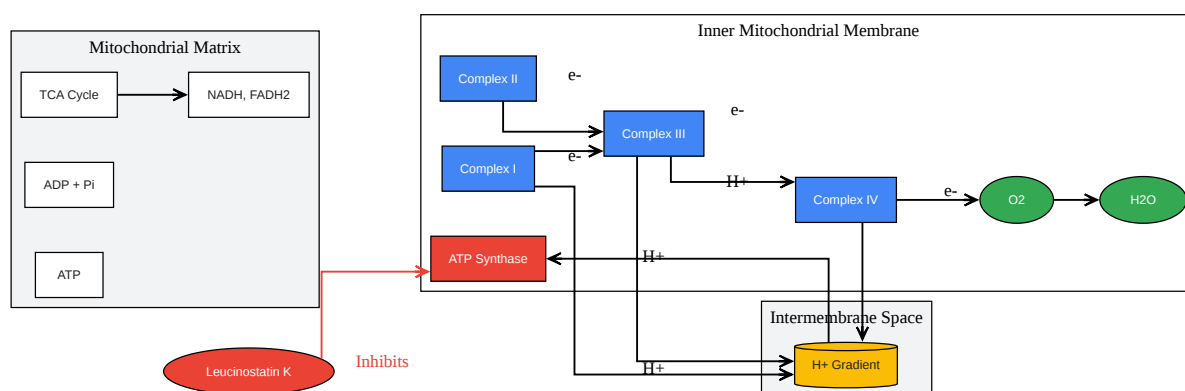 Mitochondrial Matrix
TCA Cycle
NADH, FADH2
ADP + Pi
ATP
Inner Mitochondrial Membrane
Complex II
e-
Complex III
e-
Complex I
e-
H+
Complex IV
e-
O2
H2O
ATP Synthase
H+
Intermembrane Space
H+ Gradient
H+
Leucinostatin K
Inhibits